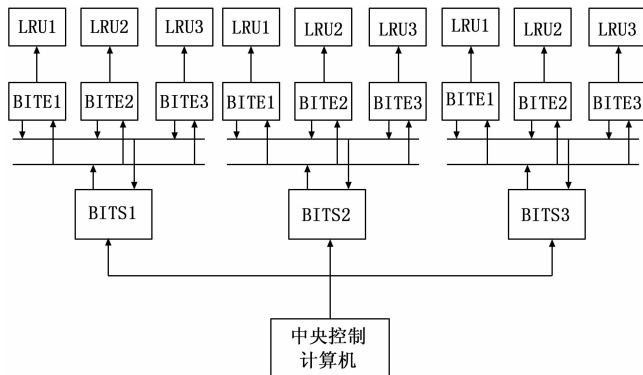 LRU1 LRU2 LRU3 LRU1 LRU2 LRU3 LRU1 LRU2 LRU3
BITE1 BITE2 BITE3 BITE1 BITE2 BITE3 BITE1 BITE2 BITE3
BITS1 BITS2 BITS3
中央控制
计算机